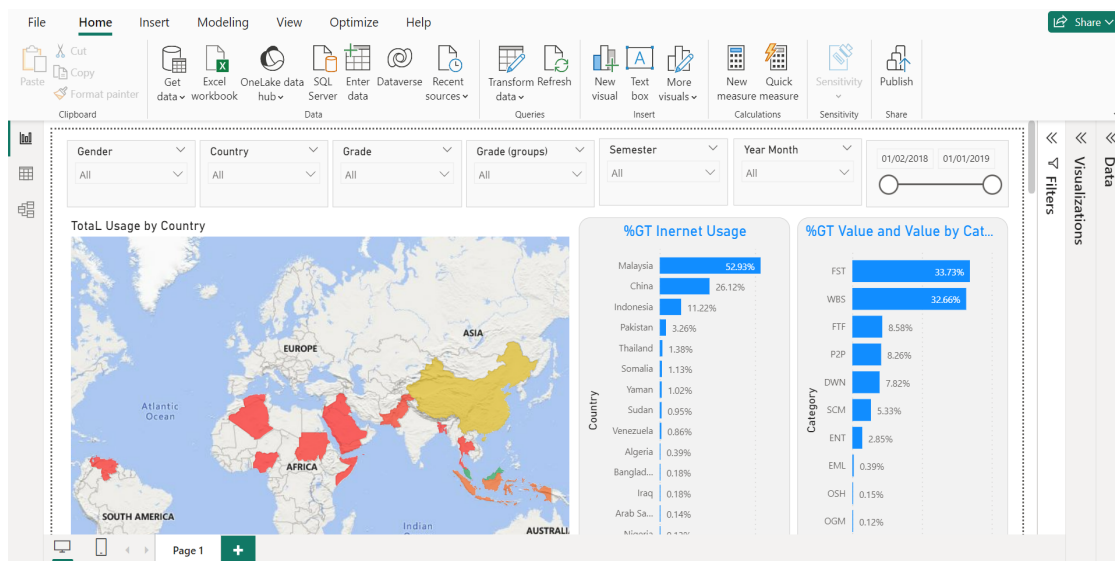 File Home Insert Modeling View Optimize Help Share
Paste
Cut
Copy
Format painter
Clipboard
Get data
Excel workbook
OneLake data hub
SQL Server
Enter data
Dataverse
Recent sources
Data
Transform data
Refresh
Queries
New visual
Text box
More visuals
Insert
New measure
Quick measure
Calculations
Sensitivity
Sensitivity
Publish
Share
Gender
All
Country
All
Grade
All
Grade (groups)
All
Semester
All
Year Month
All
01/02/2018 01/01/2019
Filters
Visualizations
Data
TotaL Usage by Country
ASIA
EUROPE
Atlantic
Ocean
AFRICA
SOUTH AMERICA
Indian
AUSTRALI
%GT Inernet Usage
Country
Malaysia 52.93%
China 26.12%
Indonesia 11.22%
Pakistan 3.26%
Thailand 1.38%
Somalia 1.13%
Yaman 1.02%
Sudan 0.95%
Venezuela 0.86%
Algeria 0.39%
Banglad... 0.18%
Iraq 0.18%
Arab Sa... 0.14%
%GT Value and Value by Cat...
Category
FST 33.73%
WBS 32.66%
FTF 8.58%
P2P 8.26%
DWN 7.82%
SCM 5.33%
ENT 2.85%
EML 0.39%
OSH 0.15%
OGM 0.12%
Page 1